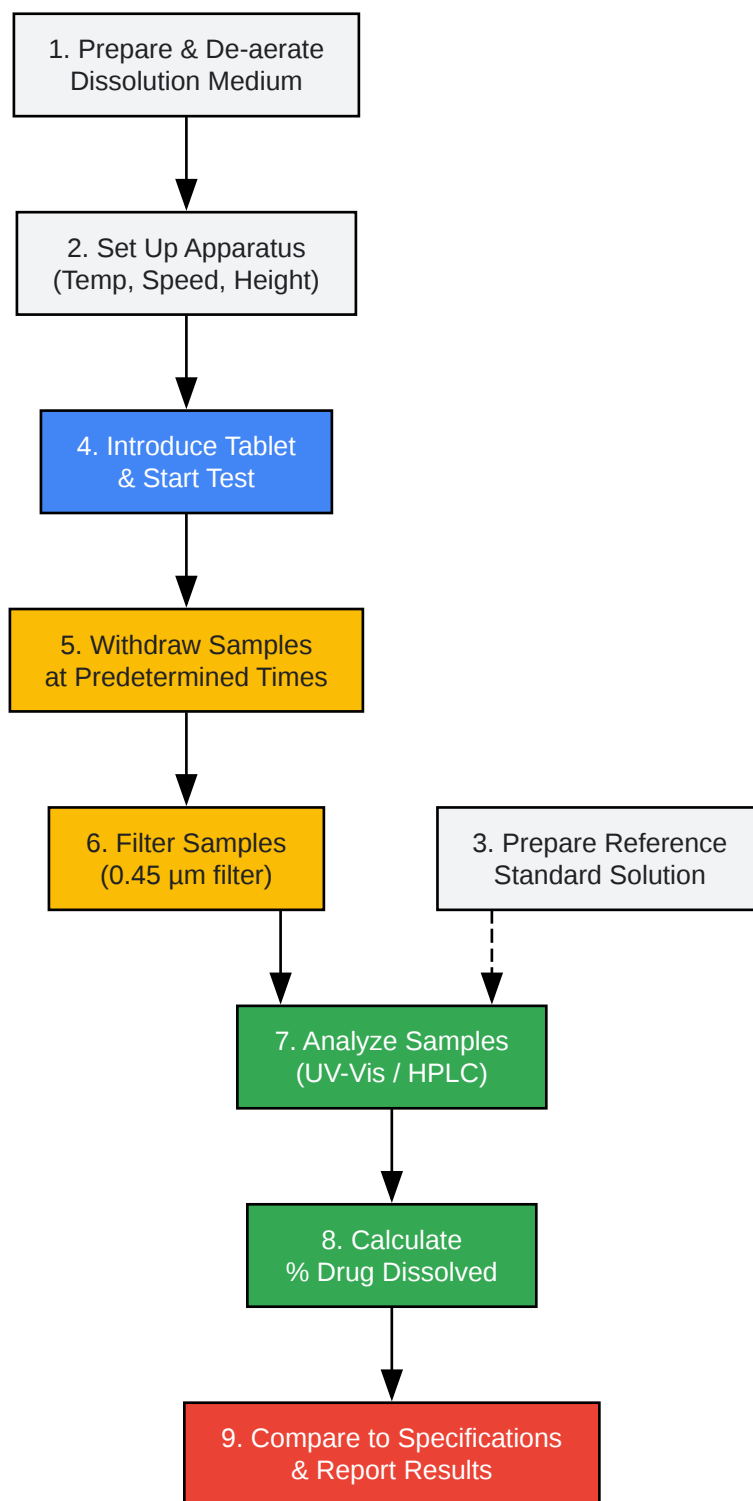 1. Prepare & De-aerate
Dissolution Medium
2. Set Up Apparatus
(Temp, Speed, Height)
4. Introduce Tablet
& Start Test
5. Withdraw Samples
at Predetermined Times
6. Filter Samples
(0.45 µm filter)
3. Prepare Reference
Standard Solution
7. Analyze Samples
(UV-Vis / HPLC)
8. Calculate
% Drug Dissolved
9. Compare to Specifications
& Report Results